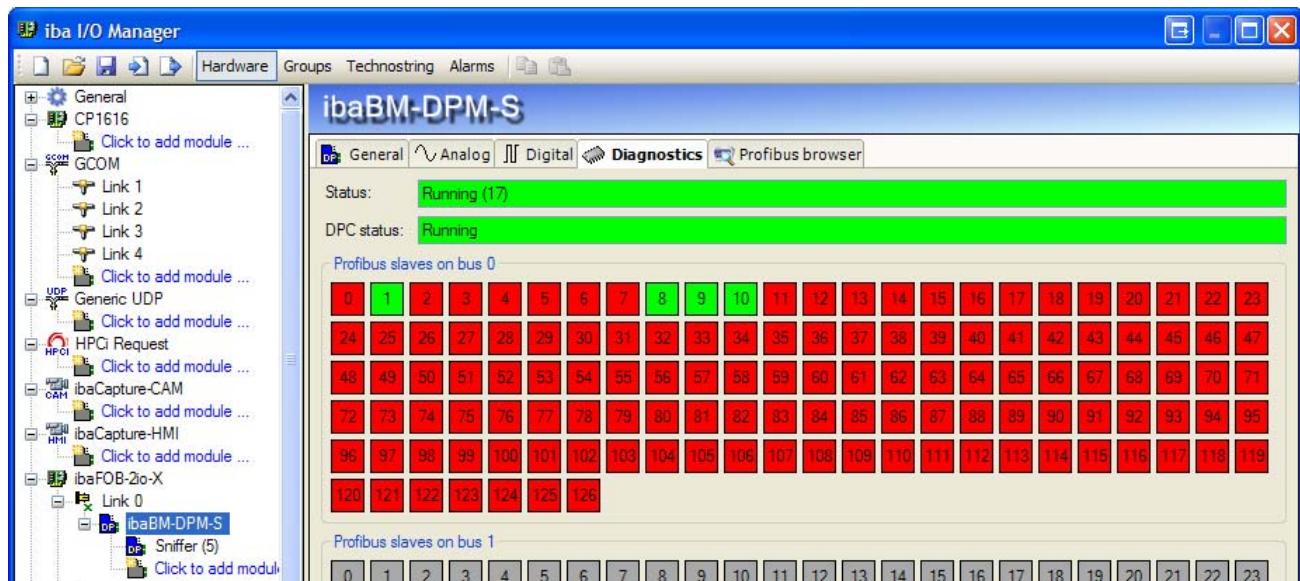 iba I/O Manager
Hardware Groups Technostring Alarms
General
CP1616
Click to add module ...
GCOM
GCOM
Link 1
Link 2
Link 3
Link 4
Click to add module ...
UDP
Generic UDP
Click to add module ...
HPCi
HPCi Request
Click to add module ...
CAM
ibaCapture-CAM
Click to add module ...
HMI
ibaCapture-HMI
Click to add module ...
ibaFOB-2io-X
Link 0
DP
ibaBM-DPM-S
DP
Sniffer (5)
Click to add modul
ibaBM-DPM-S
DP General Analog Digital Diagnostics Profibus browser
Status: Running (17)
DPC status: Running
Profibus slaves on bus 0
0 1 2 3 4 5 6 7 8 9 10 11 12 13 14 15 16 17 18 19 20 21 22 23
24 25 26 27 28 29 30 31 32 33 34 35 36 37 38 39 40 41 42 43 44 45 46 47
48 49 50 51 52 53 54 55 56 57 58 59 60 61 62 63 64 65 66 67 68 69 70 71
72 73 74 75 76 77 78 79 80 81 82 83 84 85 86 87 88 89 90 91 92 93 94 95
96 97 98 99 100 101 102 103 104 105 106 107 108 109 110 111 112 113 114 115 116 117 118 119
120 121 122 123 124 125 126
Profibus slaves on bus 1
0 1 2 3 4 5 6 7 8 9 10 11 12 13 14 15 16 17 18 19 20 21 22 23